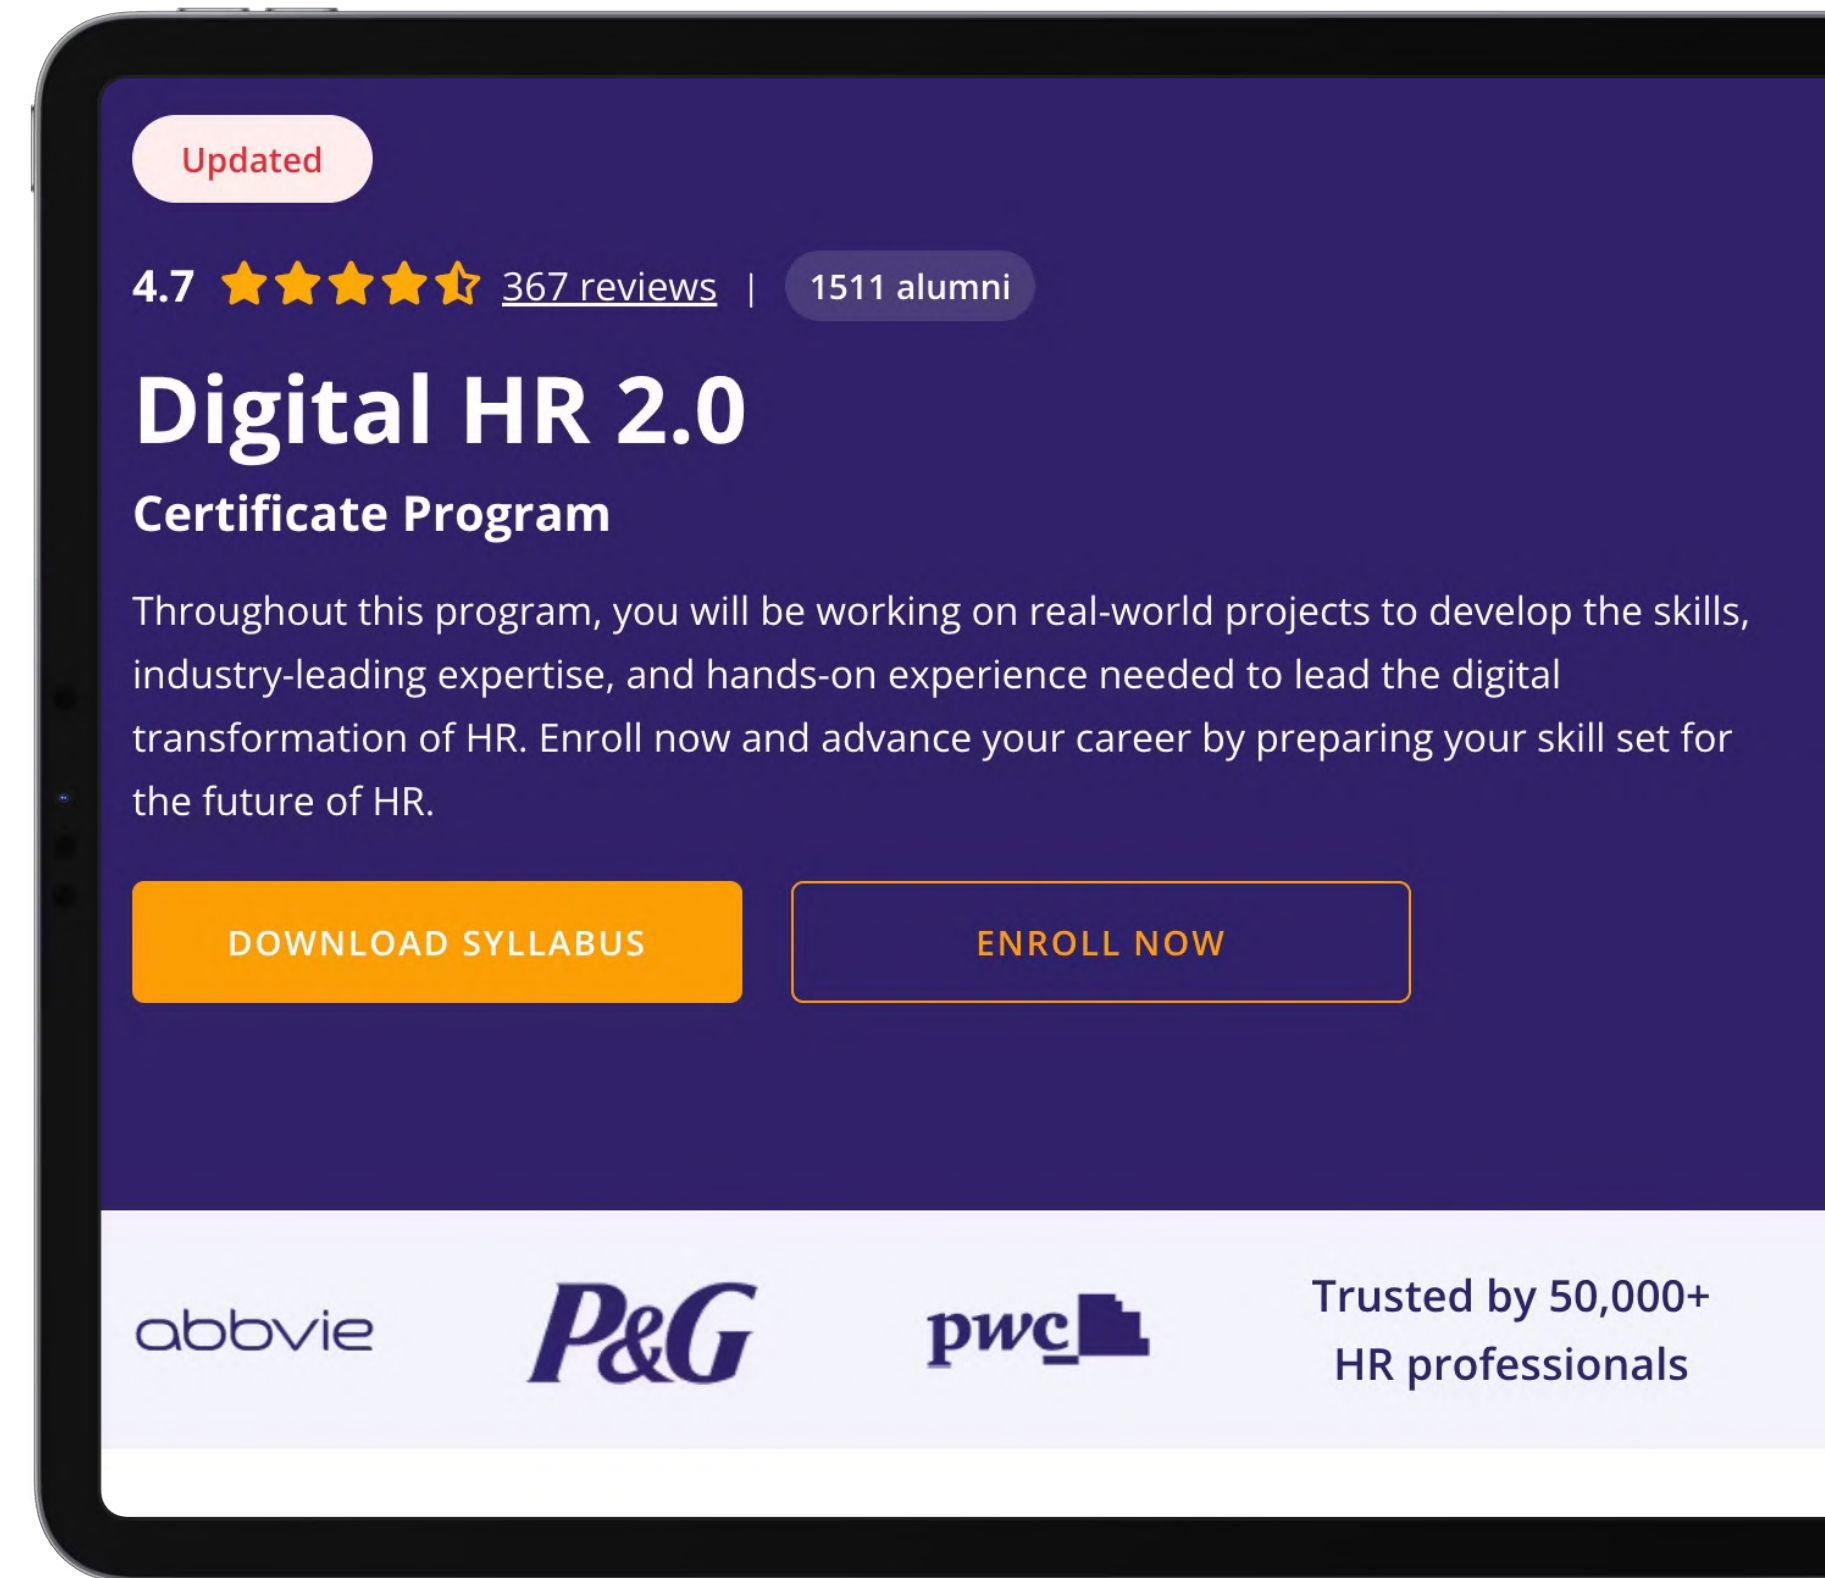 Updated
4.7 367 reviews | 1511 alumni
Digital HR 2.0
Certificate Program
Throughout this program, you will be working on real-world projects to develop the skills,
industry-leading expertise, and hands-on experience needed to lead the digital
transformation of HR. Enroll now and advance your career by preparing your skill set for
the future of HR.
DOWNLOAD SYLLABUS ENROLL NOW
abbvie P&G pwc Trusted by 50,000+
HR professionals